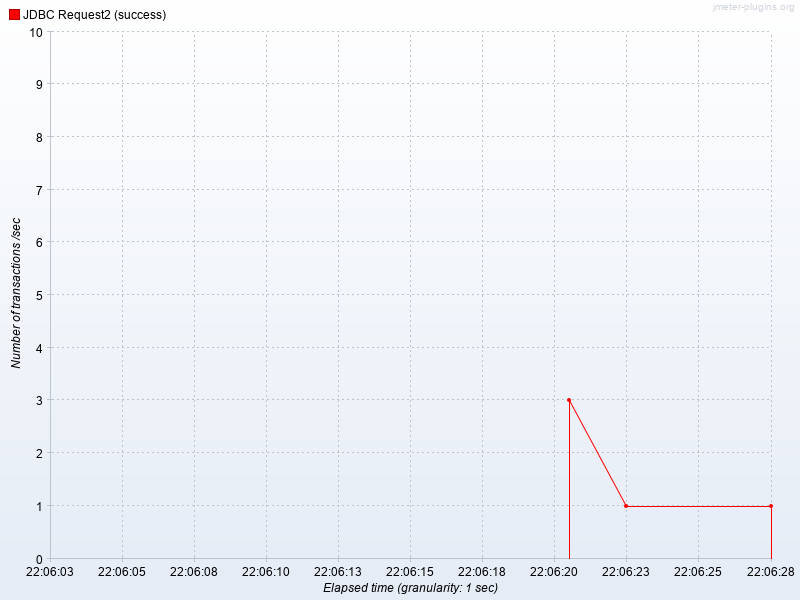 jmeter-plugins.org
JDBC Request2 (success)
10
9
8
7
6
5
4
3
2
1
0
Number of transactions /sec
22:06:03 22:06:05 22:06:08 22:06:10 22:06:13 22:06:15 22:06:18 22:06:20 22:06:23 22:06:25 22:06:28
Elapsed time (granularity: 1 sec)